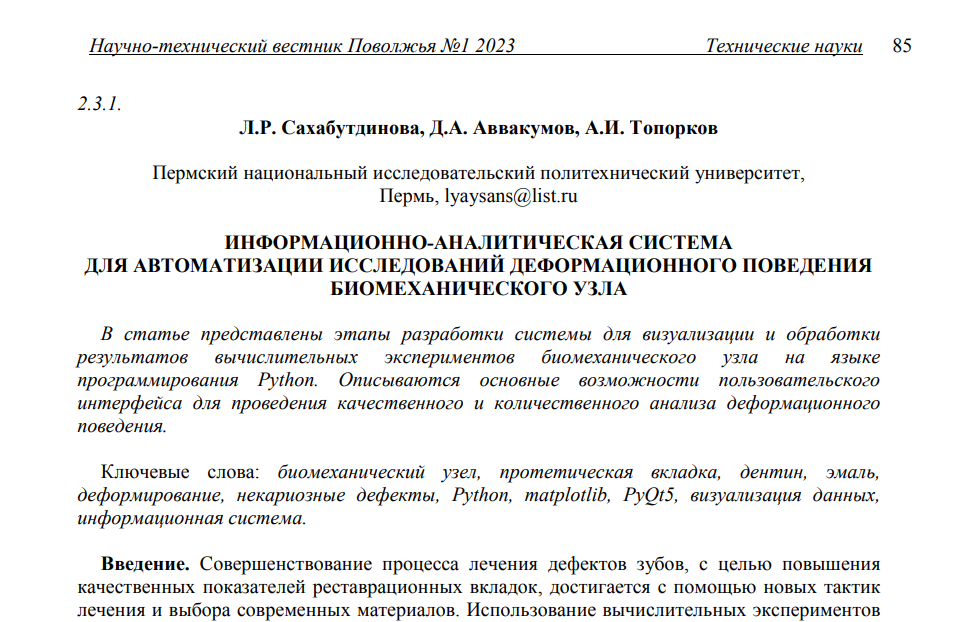 Научно-технический вестник Поволжья №1 2023 Технические науки 85
2.3.1.
Л.Р. Сахабутдинова, Д.А. Аввакумов, А.И. Топорков
Пермский национальный исследовательский политехнический университет,
Пермь, lyaysans@list.ru
ИНФОРМАЦИОННО-АНАЛИТИЧЕСКАЯ СИСТЕМА
ДЛЯ АВТОМАТИЗАЦИИ ИССЛЕДОВАНИЙ ДЕФОРМАЦИОННОГО ПОВЕДЕНИЯ
БИОМЕХАНИЧЕСКОГО УЗЛА
В статье представлены этапы разработки системы для визуализации и обработки
результатов вычислительных экспериментов биомеханического узла на языке
программирования Python. Описываются основные возможности пользовательского
интерфейса для проведения качественного и количественного анализа деформационного
поведения.
Ключевые слова: биомеханический узел, протетическая вкладка, дентин, эмаль,
деформирование, некариозные дефекты, Python, matplotlib, PyQt5, визуализация данных,
информационная система.
Введение. Совершенствование процесса лечения дефектов зубов, с целью повышения
качественных показателей реставрационных вкладок, достигается с помощью новых тактик
лечения и выбора современных материалов. Использование вычислительных экспериментов